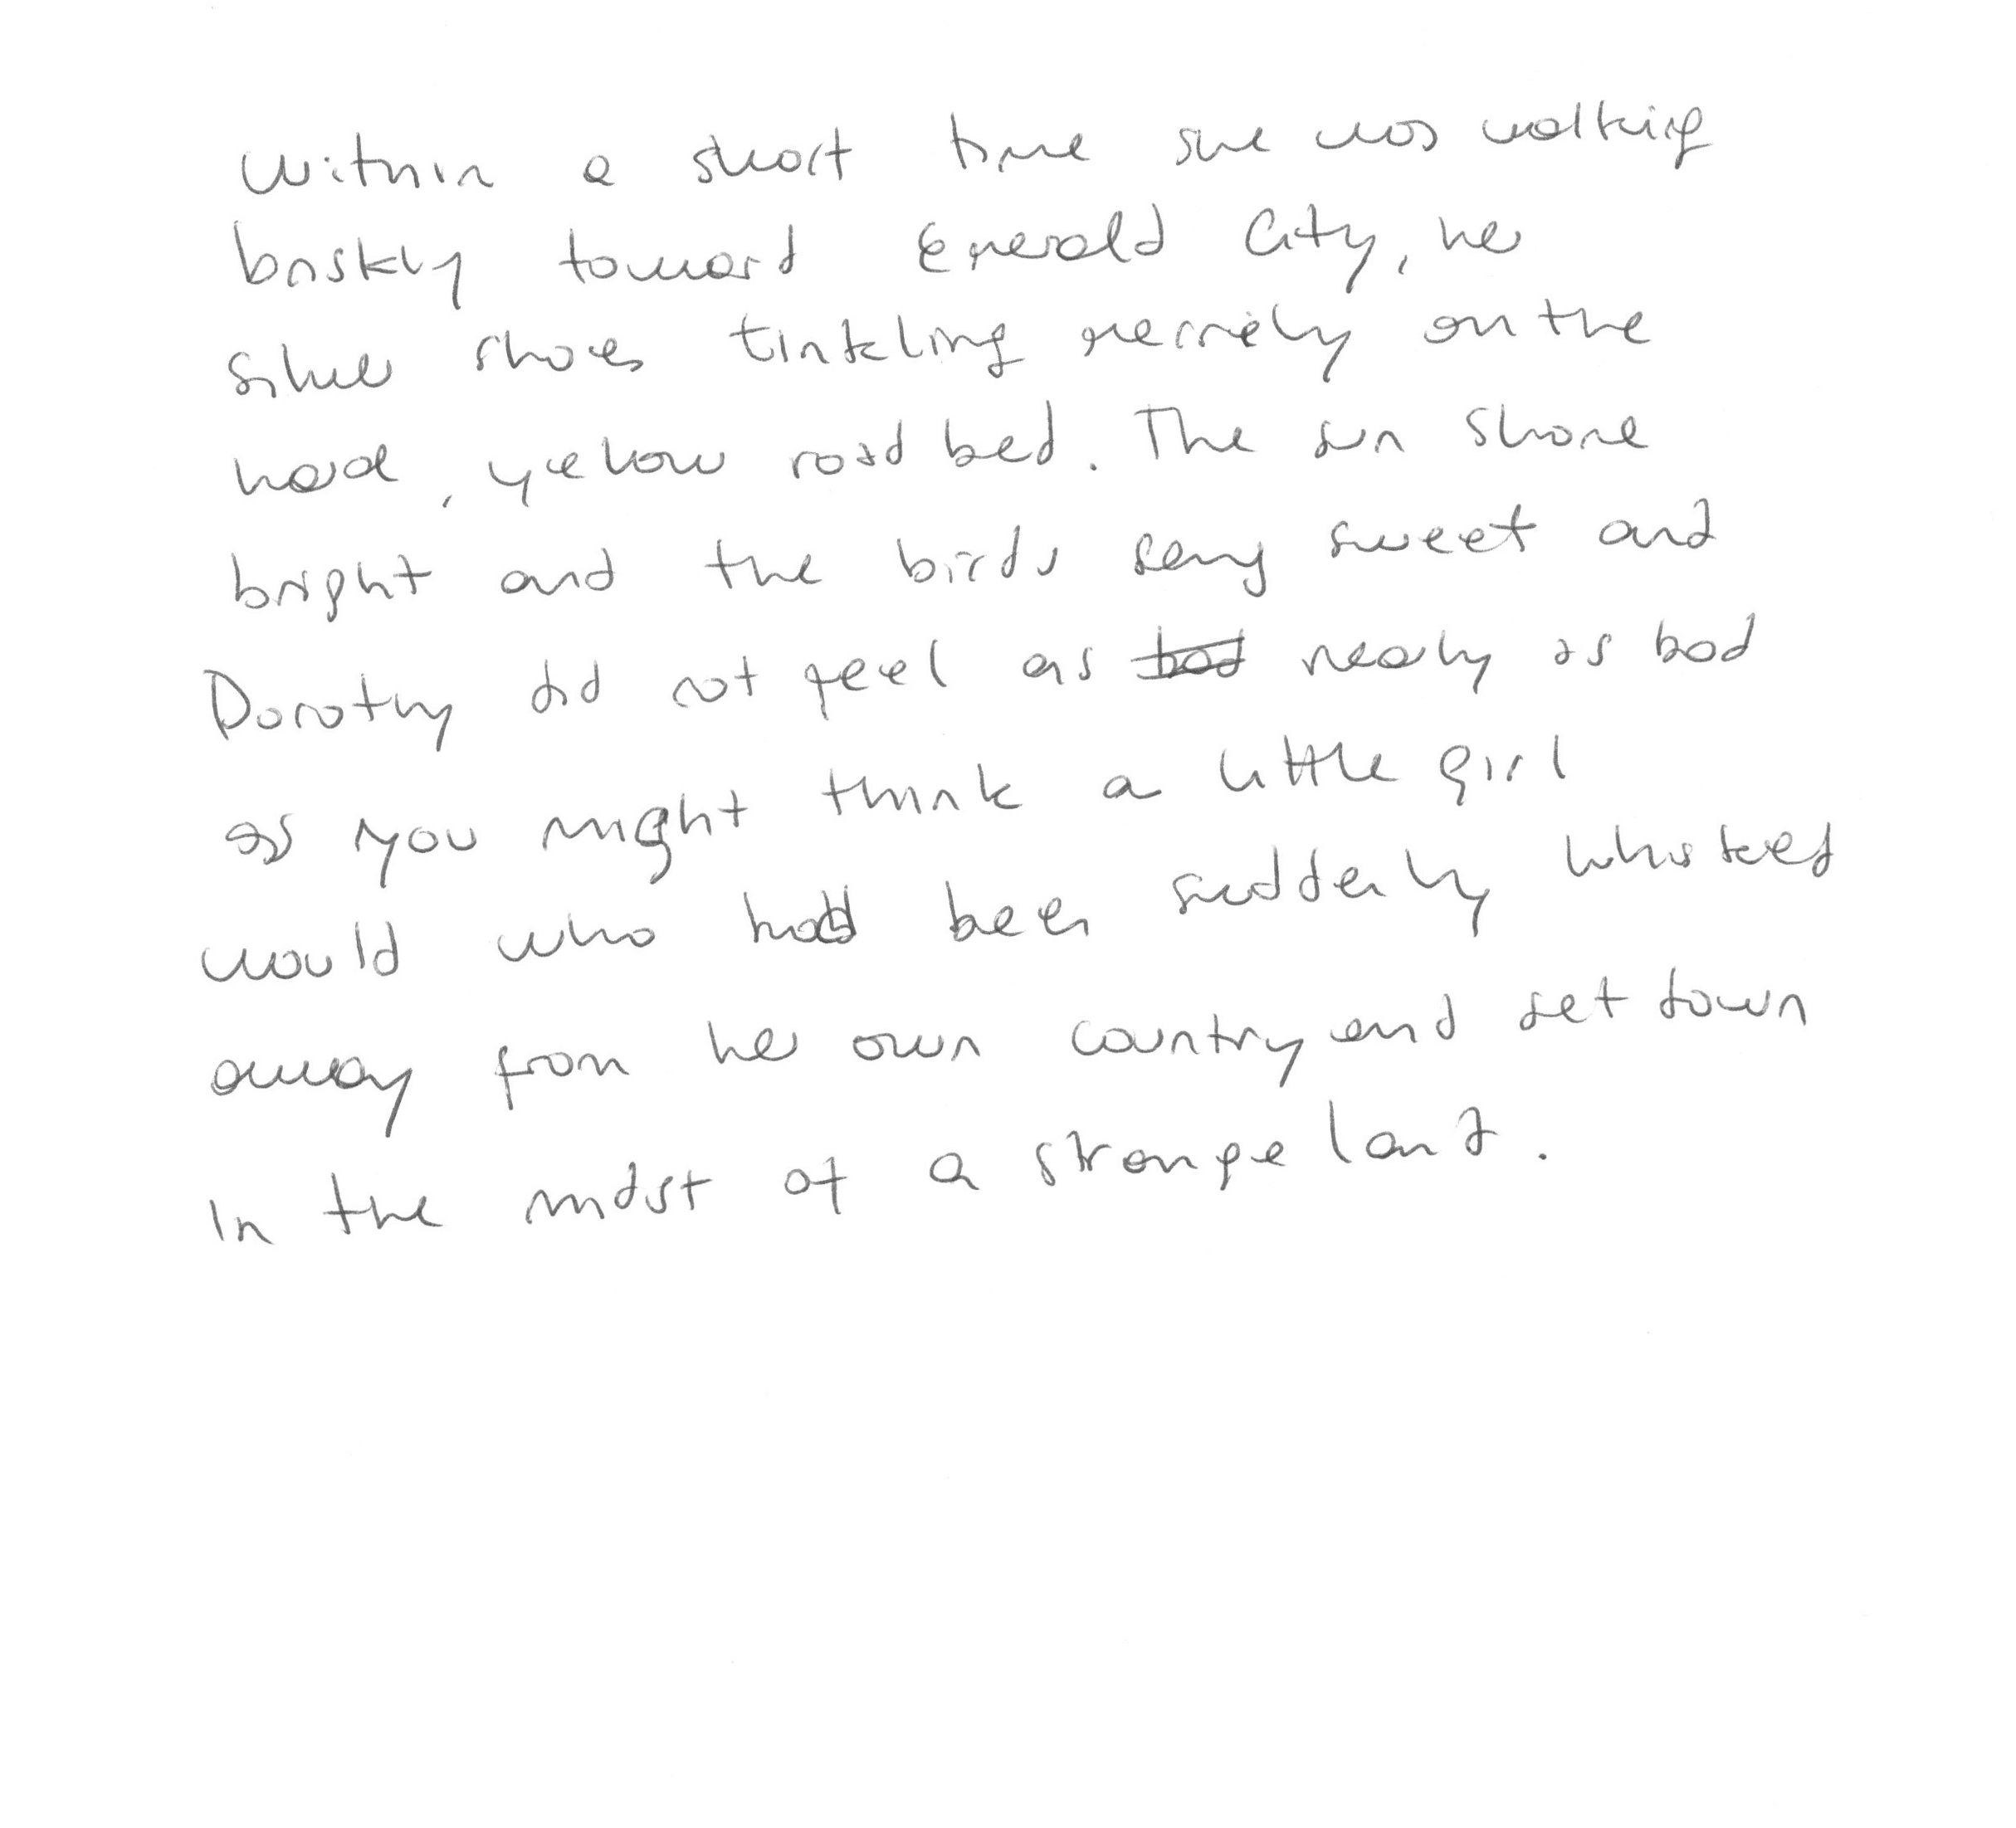 Within a short time she was walking
briskly toward Emerald City, her
silver shoes tinkling merrily on the
hard, yellow road bed. The sun shone
bright and the birds sang sweet and
Dorothy did not feel as bad nearly as bad
as you might think a little girl
would who had been suddenly whisked
away from her own country and set down
in the midst of a strange land.